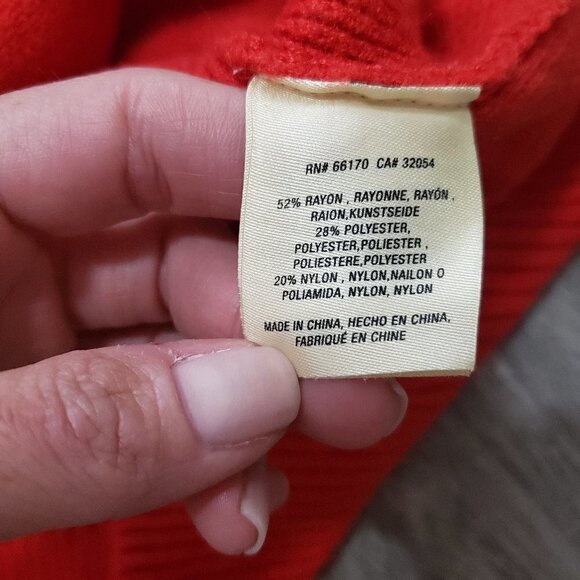 RN# 66170 CA# 32054
52% RAYON , RAYONNE, RAYÓN ,
RAION,KUNSTSEIDE
28% POLYESTER,
POLYESTER,POLIESTER ,
POLIESTERE,POLYESTER
20% NYLON , NYLON,NAILON O
POLIAMIDA, NYLON, NYLON
MADE IN CHINA, HECHO EN CHINA,
FABRIQUÉ EN CHINE